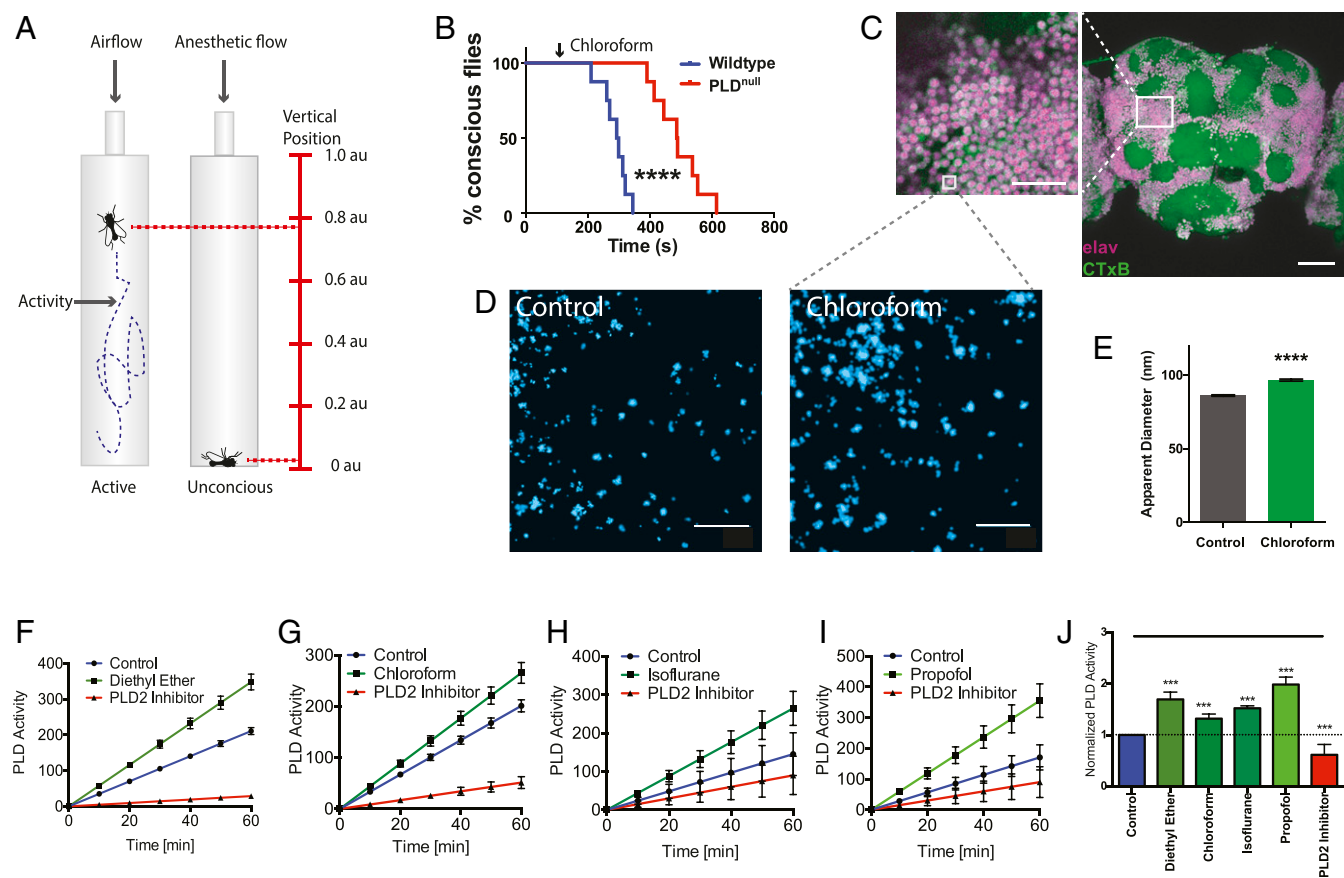 A
Airflow
Anesthetic flow
Vertical
Position
1.0 au
0.8 au
0.6 au
0.4 au
0.2 au
0 au
Activity
Active
Unconcious
B
Chloroform
Wildtype
PLDnull
% conscious flies
100
50
0
****
0
200
400
600
800
Time (s)
C
elav
CTxB
D
Control
Chloroform
E
Apparent Diameter (nm)
100
50
0
****
Control
Chloroform
F
PLD Activity
400
300
200
100
0
Control
Diethyl Ether
PLD2 Inhibitor
0
20
40
60
Time [min]
G
PLD Activity
300
200
100
0
Control
Chloroform
PLD2 Inhibitor
0
20
40
60
Time [min]
H
PLD Activity
400
300
200
100
0
Control
Isoflurane
PLD2 Inhibitor
0
20
40
60
Time [min]
I
PLD Activity
500
400
300
200
100
0
Control
Propofol
PLD2 Inhibitor
0
20
40
60
Time [min]
J
Normalized PLD Activity
3
2
1
0
***
***
***
***
***
Control
Diethyl Ether
Chloroform
Isoflurane
Propofol
PLD2 Inhibitor